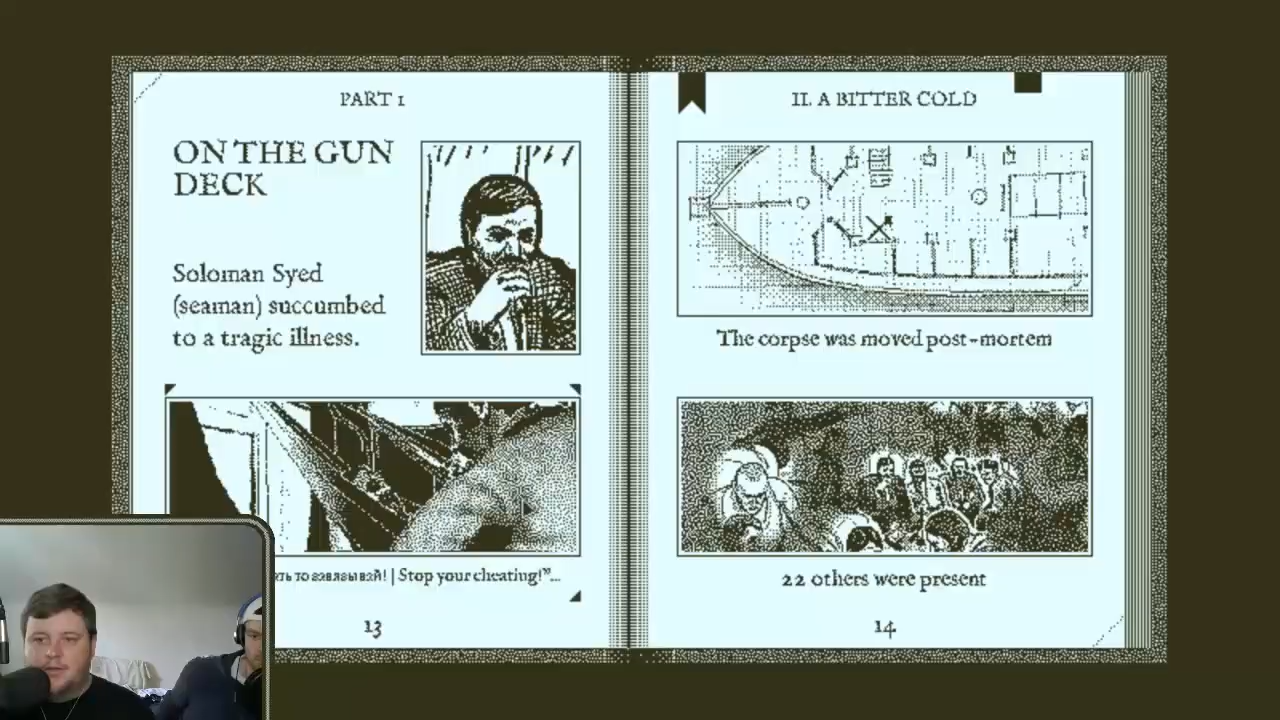 PART 1
ON THE GUN
DECK
Soloman Syed
(seaman) succumbed
to a tragic illness.
| Stop your cheating!"...
13
II. A BITTER COLD
The corpse was moved post-mortem
22 others were present
14